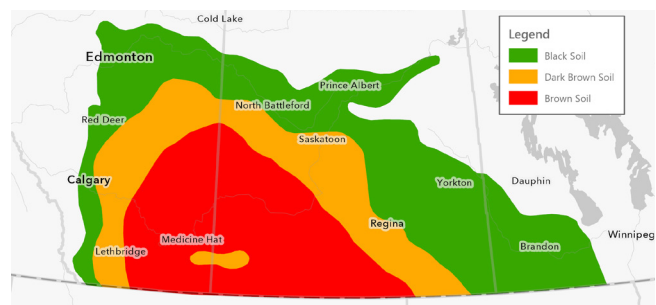 Cold Lake
Edmonton
Prince Albert
North Battleford
Red Deer
Saskatoon
Calgary
Yorkton
Dauphin
Regina
Winnipeg
Medicine Hat
Brandon
Lethbridge
Legend
Black Soil
Dark Brown Soil
Brown Soil